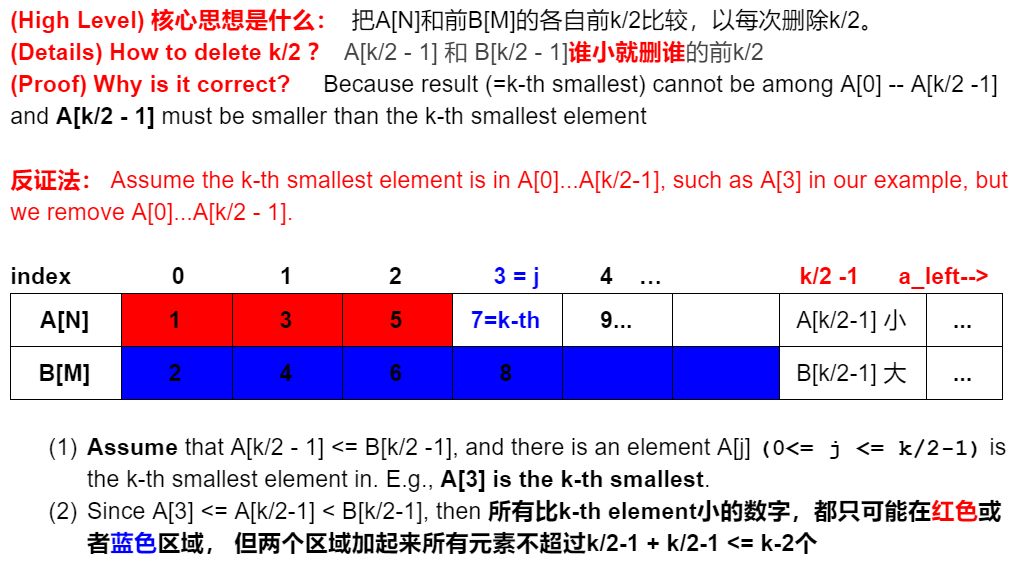 (High Level) 核心思想是什么： 把A[N]和前B[M]的各自前k/2比较，以每次删除k/2。
(Details) How to delete k/2 ? A[k/2 - 1] 和 B[k/2 - 1]谁小就删谁的前k/2
(Proof) Why is it correct? Because result (=k-th smallest) cannot be among A[0] -- A[k/2 -1]
and A[k/2 - 1] must be smaller than the k-th smallest element
反证法： Assume the k-th smallest element is in A[0]...A[k/2-1], such as A[3] in our example, but
we remove A[0]...A[k/2 - 1].
index 0 1 2 3 = j 4 ... k/2 -1 a_left-->
A[N] 1 3 5 7=k-th 9... A[k/2-1] 小 ...
B[M] 2 4 6 8 B[k/2-1] 大 ...
(1) Assume that A[k/2 - 1] <= B[k/2 -1], and there is an element A[j] (0<= j <= k/2-1) is
the k-th smallest element in. E.g., A[3] is the k-th smallest.
(2) Since A[3] <= A[k/2-1] < B[k/2-1], then 所有比k-th element小的数字，都只可能在红色或
者蓝色区域， 但两个区域加起来所有元素不超过k/2-1 + k/2-1 <= k-2个